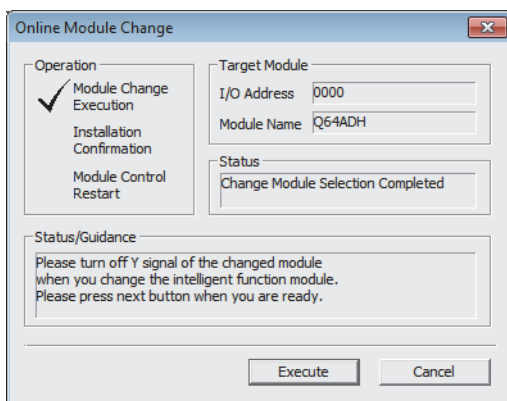 Online Module Change
Operation
Module Change
Execution
Installation
Confirmation
Module Control
Restart
Target Module
I/O Address 0000
Module Name Q64ADH
Status
Change Module Selection Completed
Status/Guidance
Please turn off Y signal of the changed module
when you change the intelligent function module.
Please press next button when you are ready.
Execute
Cancel